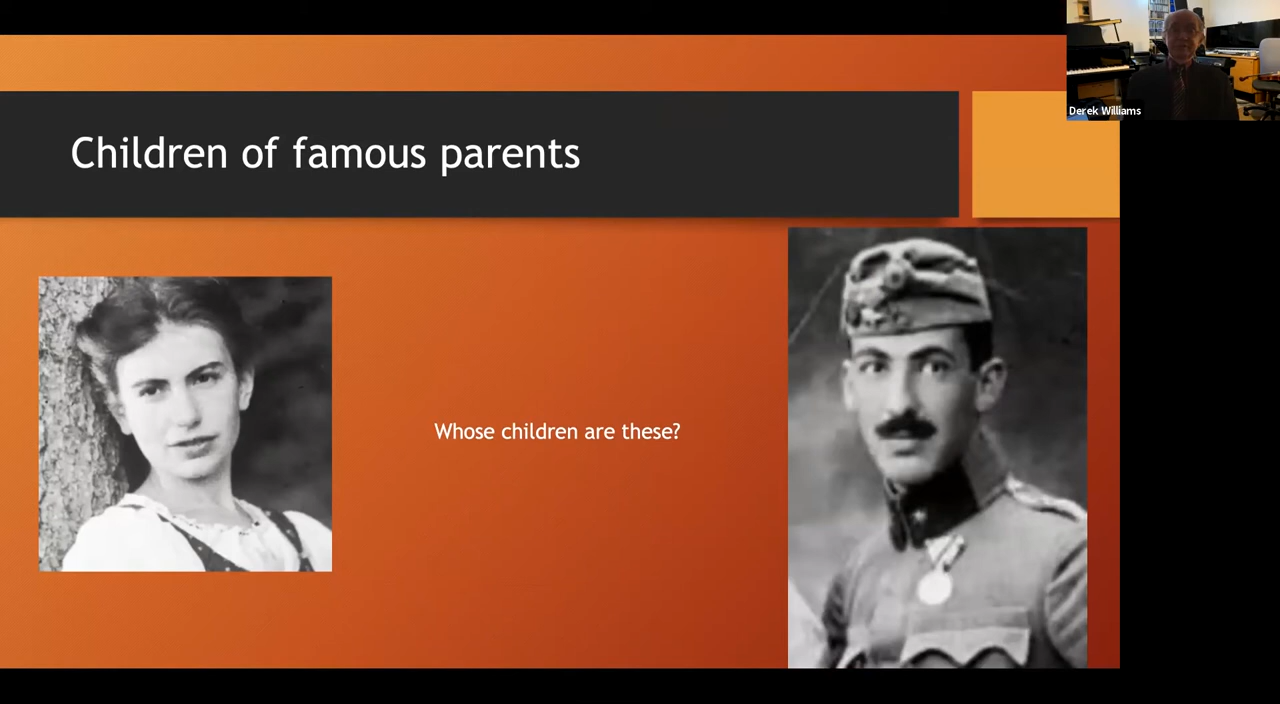 Children of famous parents
Whose children are these?
Derek Williams